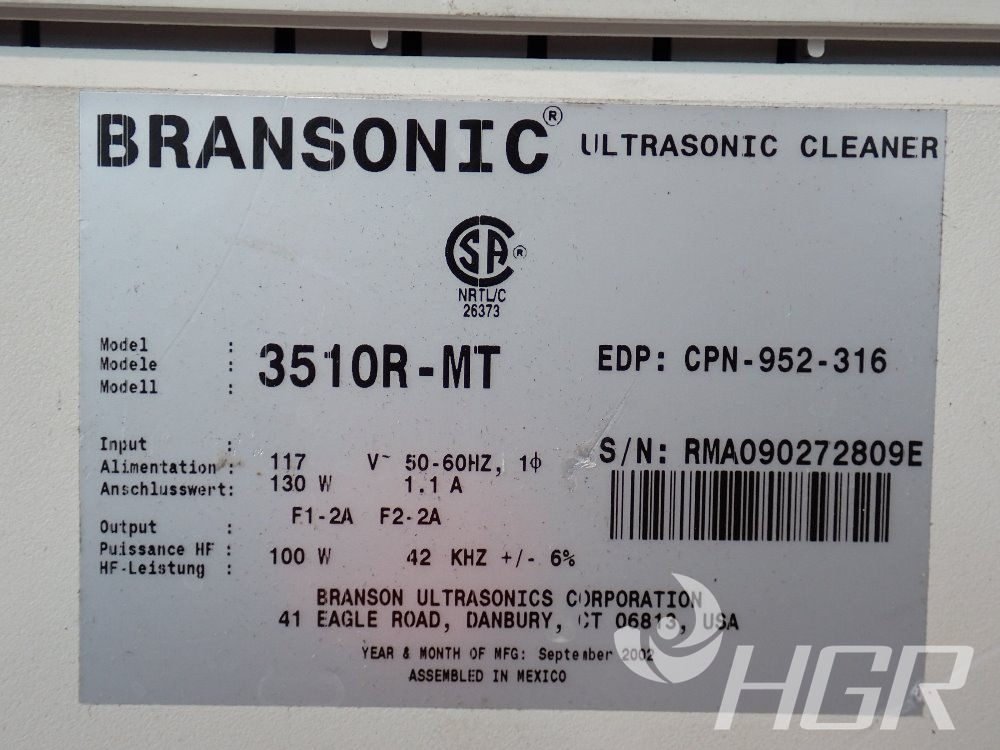 BRANSONIC® ULTRASONIC CLEANER
CSA®
NRTL/C
26373
Model :
Modele : 3510R-MT EDP: CPN-952-316
Modell :
Input : S/N: RMA090272809E
Alimentation : 117 V~ 50-60HZ, 1ϕ
Anschlusswert: 130 W 1.1 A
F1-2A F2-2A
Output :
Puissance HF : 100 W 42 KHZ +/- 6%
HF-Leistung :
BRANSON ULTRASONICS CORPORATION
41 EAGLE ROAD, DANBURY, CT 06813, USA
YEAR & MONTH OF MFG: September 2002
ASSEMBLED IN MEXICO
HGR